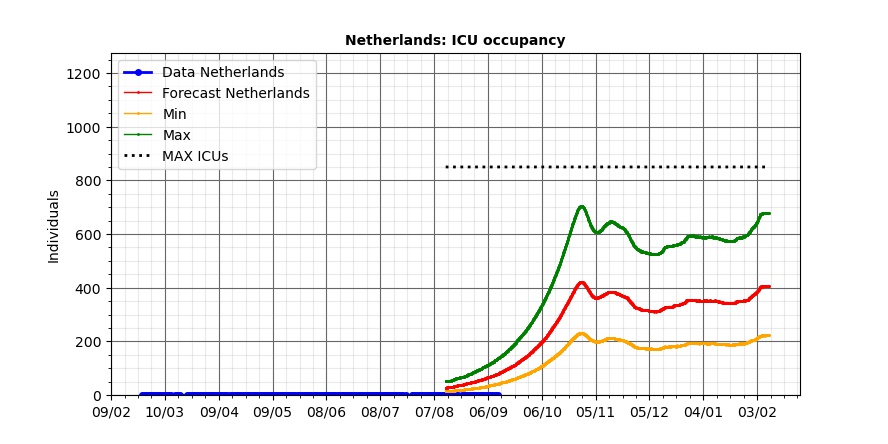 Netherlands: ICU occupancy
Data Netherlands
Forecast Netherlands
Min
Max
MAX ICUs
Individuals
1200
1000
800
600
400
200
0
09/02 10/03 09/04 09/05 08/06 08/07 07/08 06/09 06/10 05/11 05/12 04/01 03/02